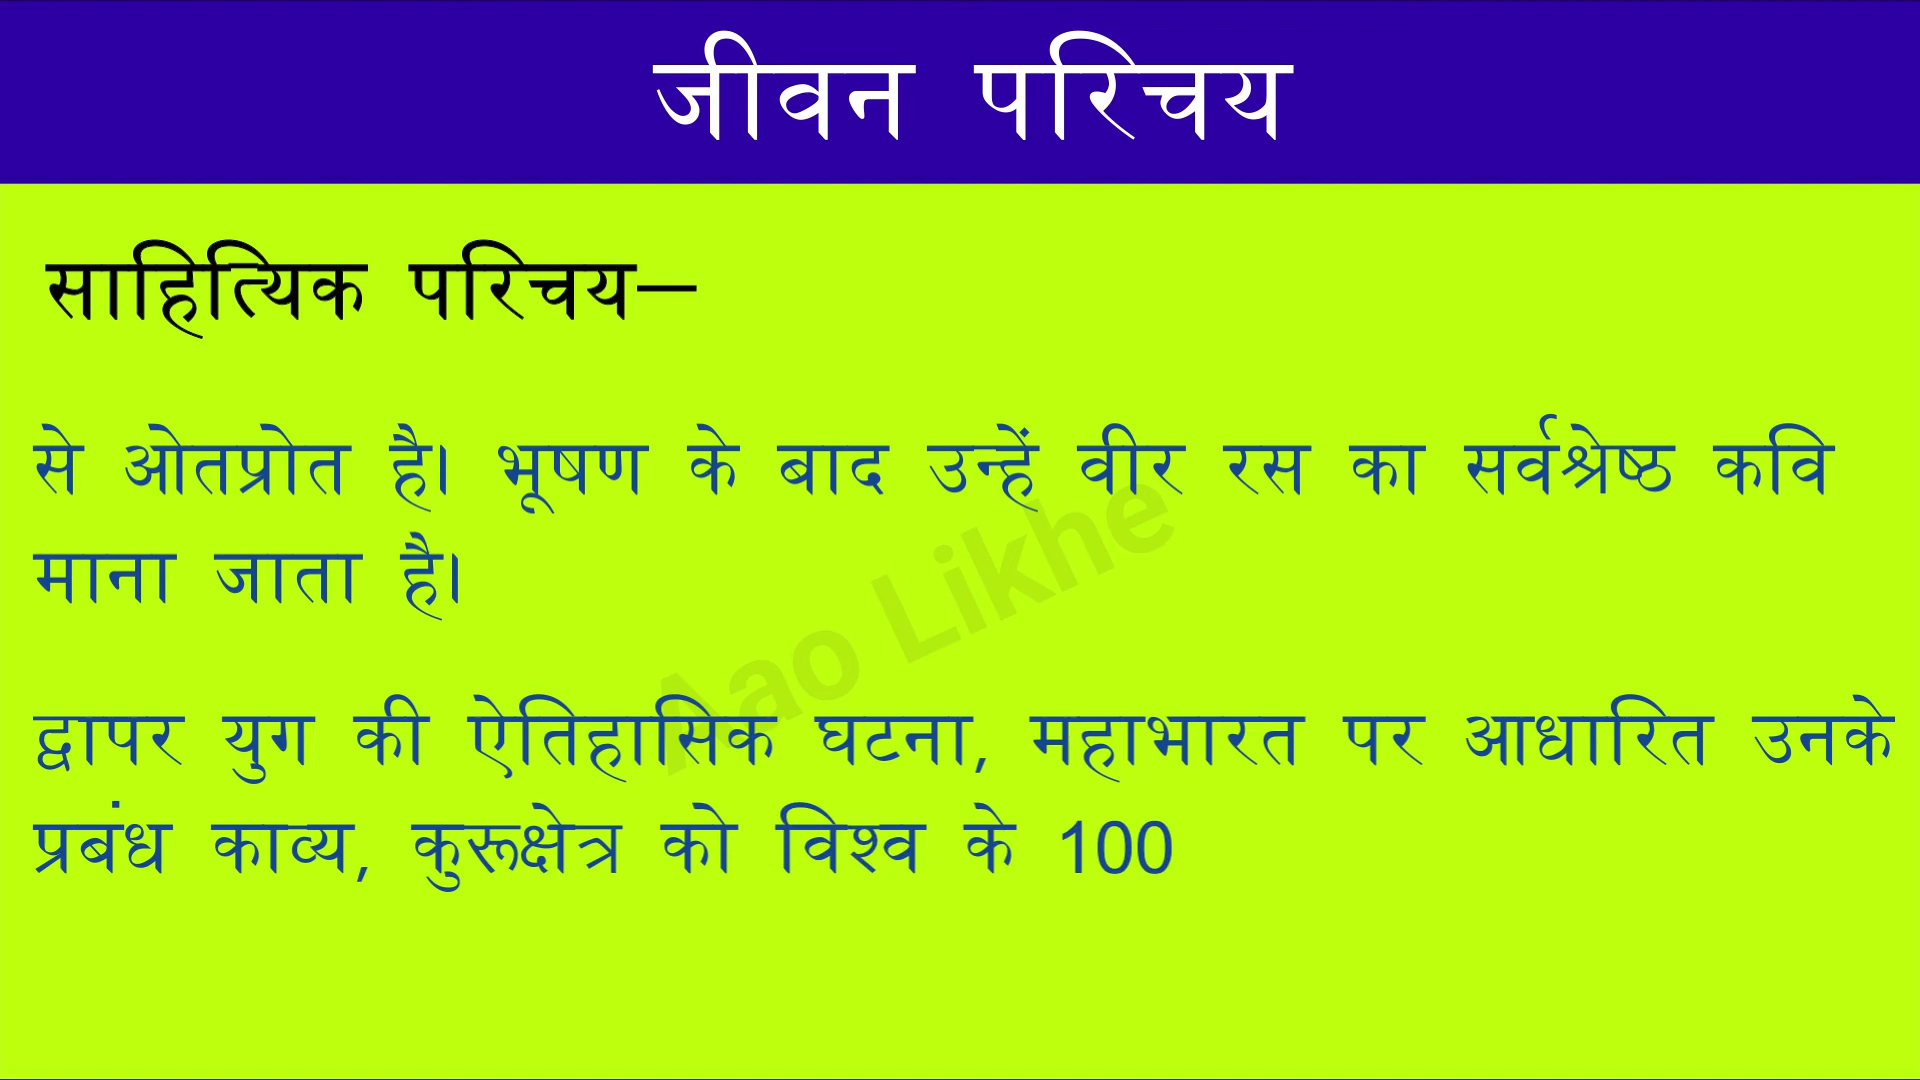 जीवन परिचय
साहित्यिक परिचय–
से ओतप्रोत है। भूषण के बाद उन्हें वीर रस का सर्वश्रेष्ठ कवि
माना जाता है।
Aao Likhe
द्वापर युग की ऐतिहासिक घटना, महाभारत पर आधारित उनके
प्रबंध काव्य, कुरूक्षेत्र को विश्व के 100